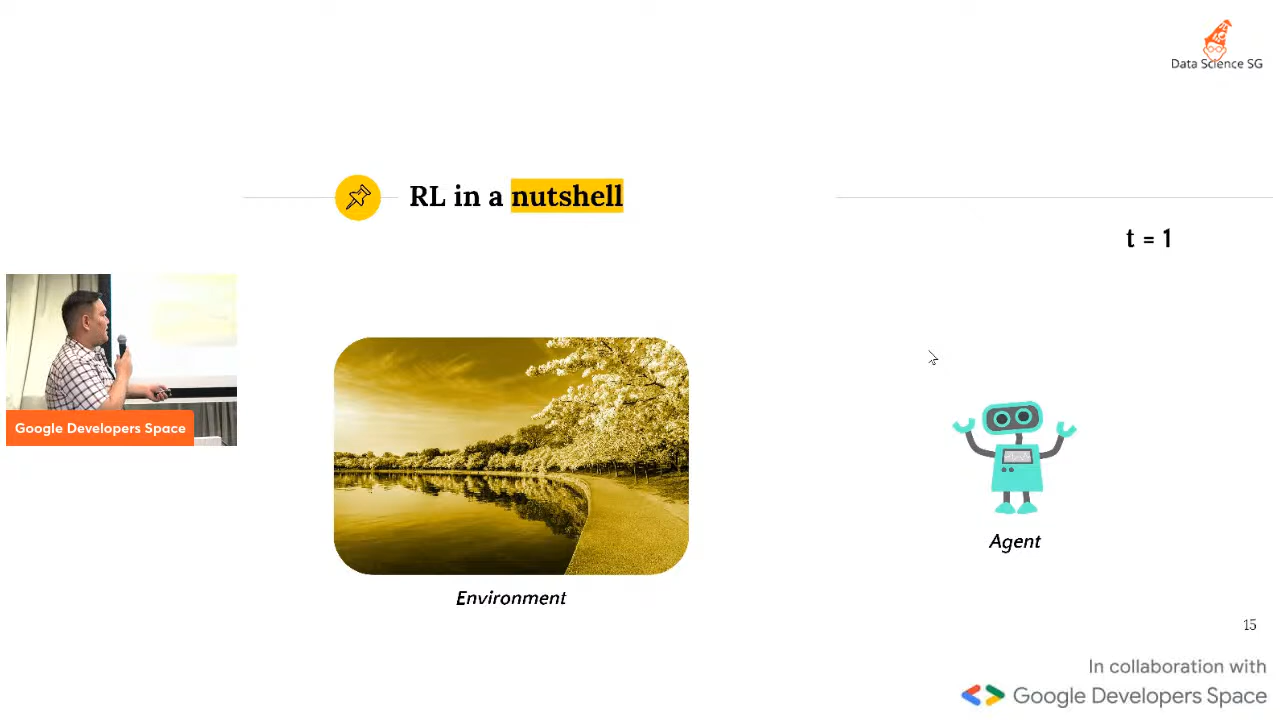 Data Science SG
RL in a nutshell
t = 1
Google Developers Space
Agent
Environment
15
In collaboration with
Google Developers Space